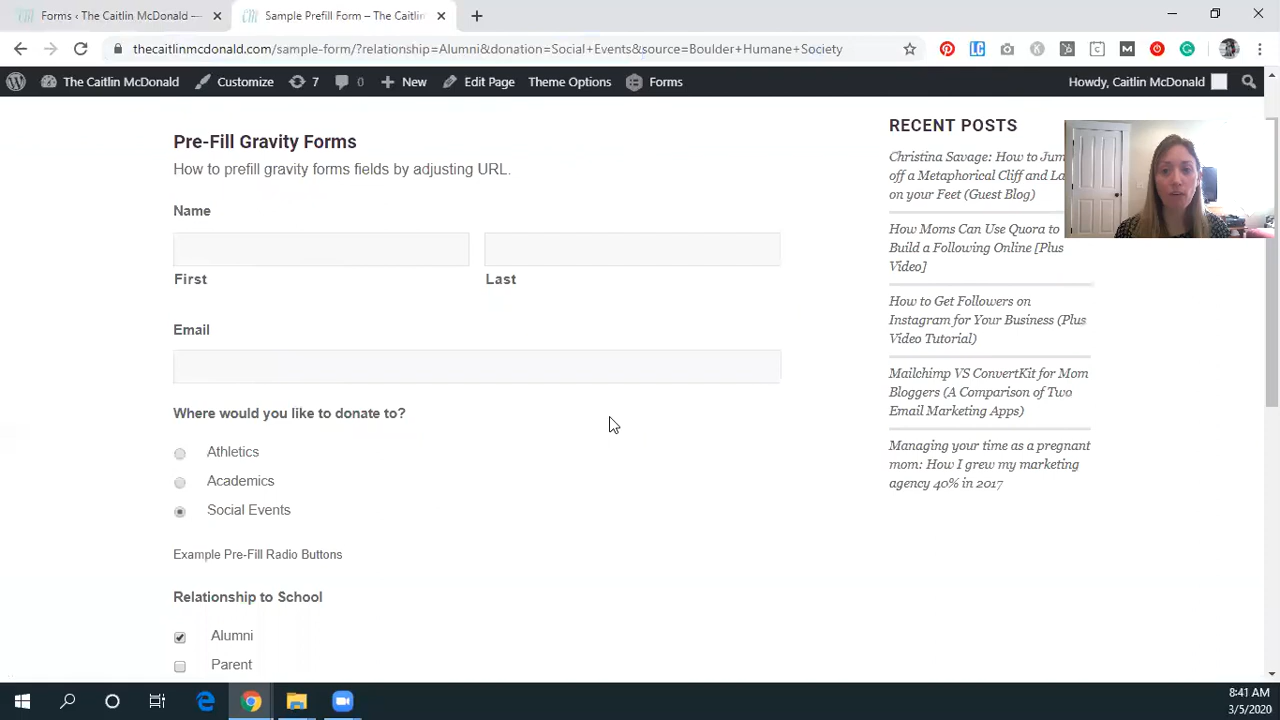 Forms ‹ The Caitlin McDonald —
Sample Prefill Form – The Caitlin
thecaitlinmcdonald.com/sample-form/?relationship=Alumni&donation=Social+Events&source=Boulder+Humane+Society
The Caitlin McDonald
Customize
7
0
New
Edit Page
Theme Options
Forms
Howdy, Caitlin McDonald
Pre-Fill Gravity Forms
How to prefill gravity forms fields by adjusting URL.
Name
First
Last
Email
Where would you like to donate to?
Athletics
Academics
Social Events
Example Pre-Fill Radio Buttons
Relationship to School
Alumni
Parent
RECENT POSTS
Christina Savage: How to Jum
off a Metaphorical Cliff and La
on your Feet (Guest Blog)
How Moms Can Use Quora to
Build a Following Online [Plus
Video]
How to Get Followers on
Instagram for Your Business (Plus
Video Tutorial)
Mailchimp VS ConvertKit for Mom
Bloggers (A Comparison of Two
Email Marketing Apps)
Managing your time as a pregnant
mom: How I grew my marketing
agency 40% in 2017
8:41 AM
3/5/2020